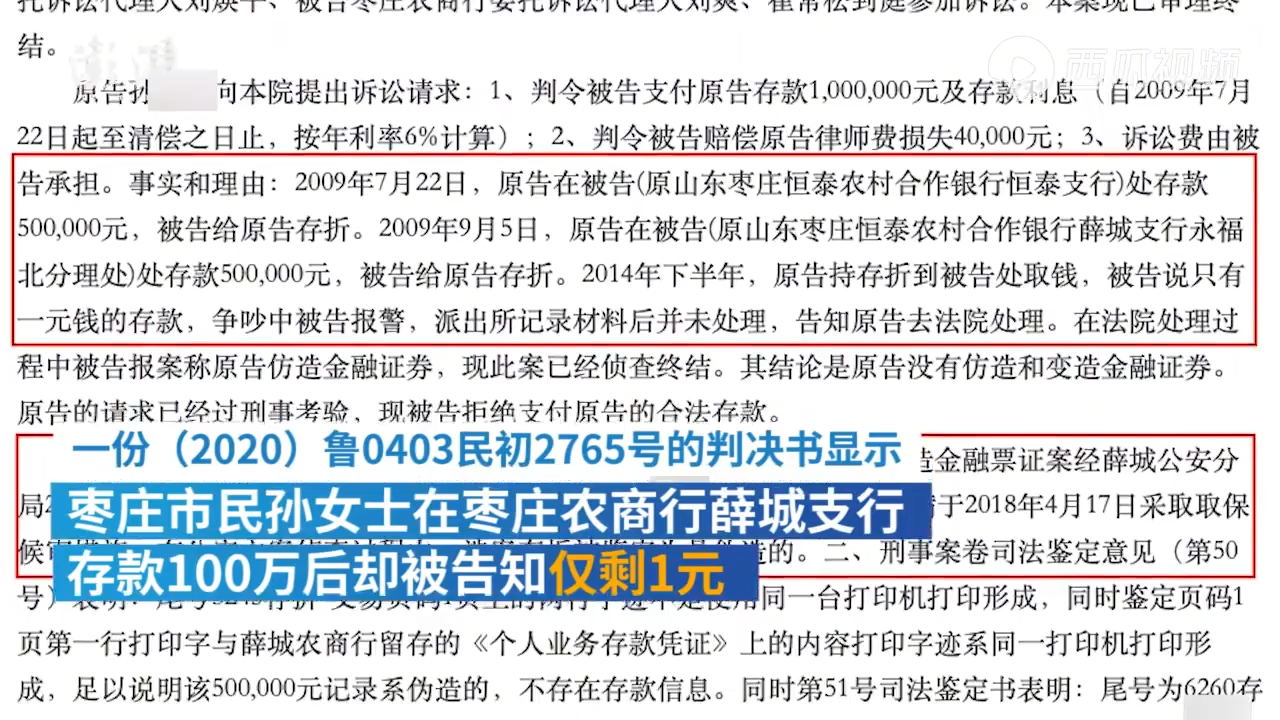 托诉讼代理人刘焕平、被告枣庄农商行委托诉讼代理人刘爽、崔常松到庭参加诉讼。本案现已审理终
结。
澎湃
西瓜视频
原告孙 向本院提出诉讼请求：1、判令被告支付原告存款1,000,000元及存款利息（自2009年7月
22日起至清偿之日止，按年利率6%计算）；2、判令被告赔偿原告律师费损失40,000元；3、诉讼费由被
告承担。事实和理由：2009年7月22日，原告在被告(原山东枣庄恒泰农村合作银行恒泰支行)处存款
500,000元，被告给原告存折。2009年9月5日，原告在被告(原山东枣庄恒泰农村合作银行薛城支行永福
北分理处)处存款500,000元，被告给原告存折。2014年下半年，原告持存折到被告处取钱，被告说只有
一元钱的存款，争吵中被告报警，派出所记录材料后并未处理，告知原告去法院处理。在法院处理过
程中被告报案称原告仿造金融证券，现此案已经侦查终结。其结论是原告没有仿造和变造金融证券。
原告的请求已经过刑事考验，现被告拒绝支付原告的合法存款。
一份（2020）鲁0403民初2765号的判决书显示
造金融票证案经薛城公安分
局 于2018年4月17日采取取保
枣庄市民孙女士在枣庄农商行薛城支行
候 的。二、刑事案卷司法鉴定意见（第50
存款100万后却被告知仅剩1元
号）表明：尾号 同一台打印机打印形成，同时鉴定页码1
页第一行打印字与薛城农商行留存的《个人业务存款凭证》上的内容打印字迹系同一打印机打印形
成，足以说明该500,000元记录系伪造的，不存在存款信息。同时第51号司法鉴定书表明：尾号为6260存